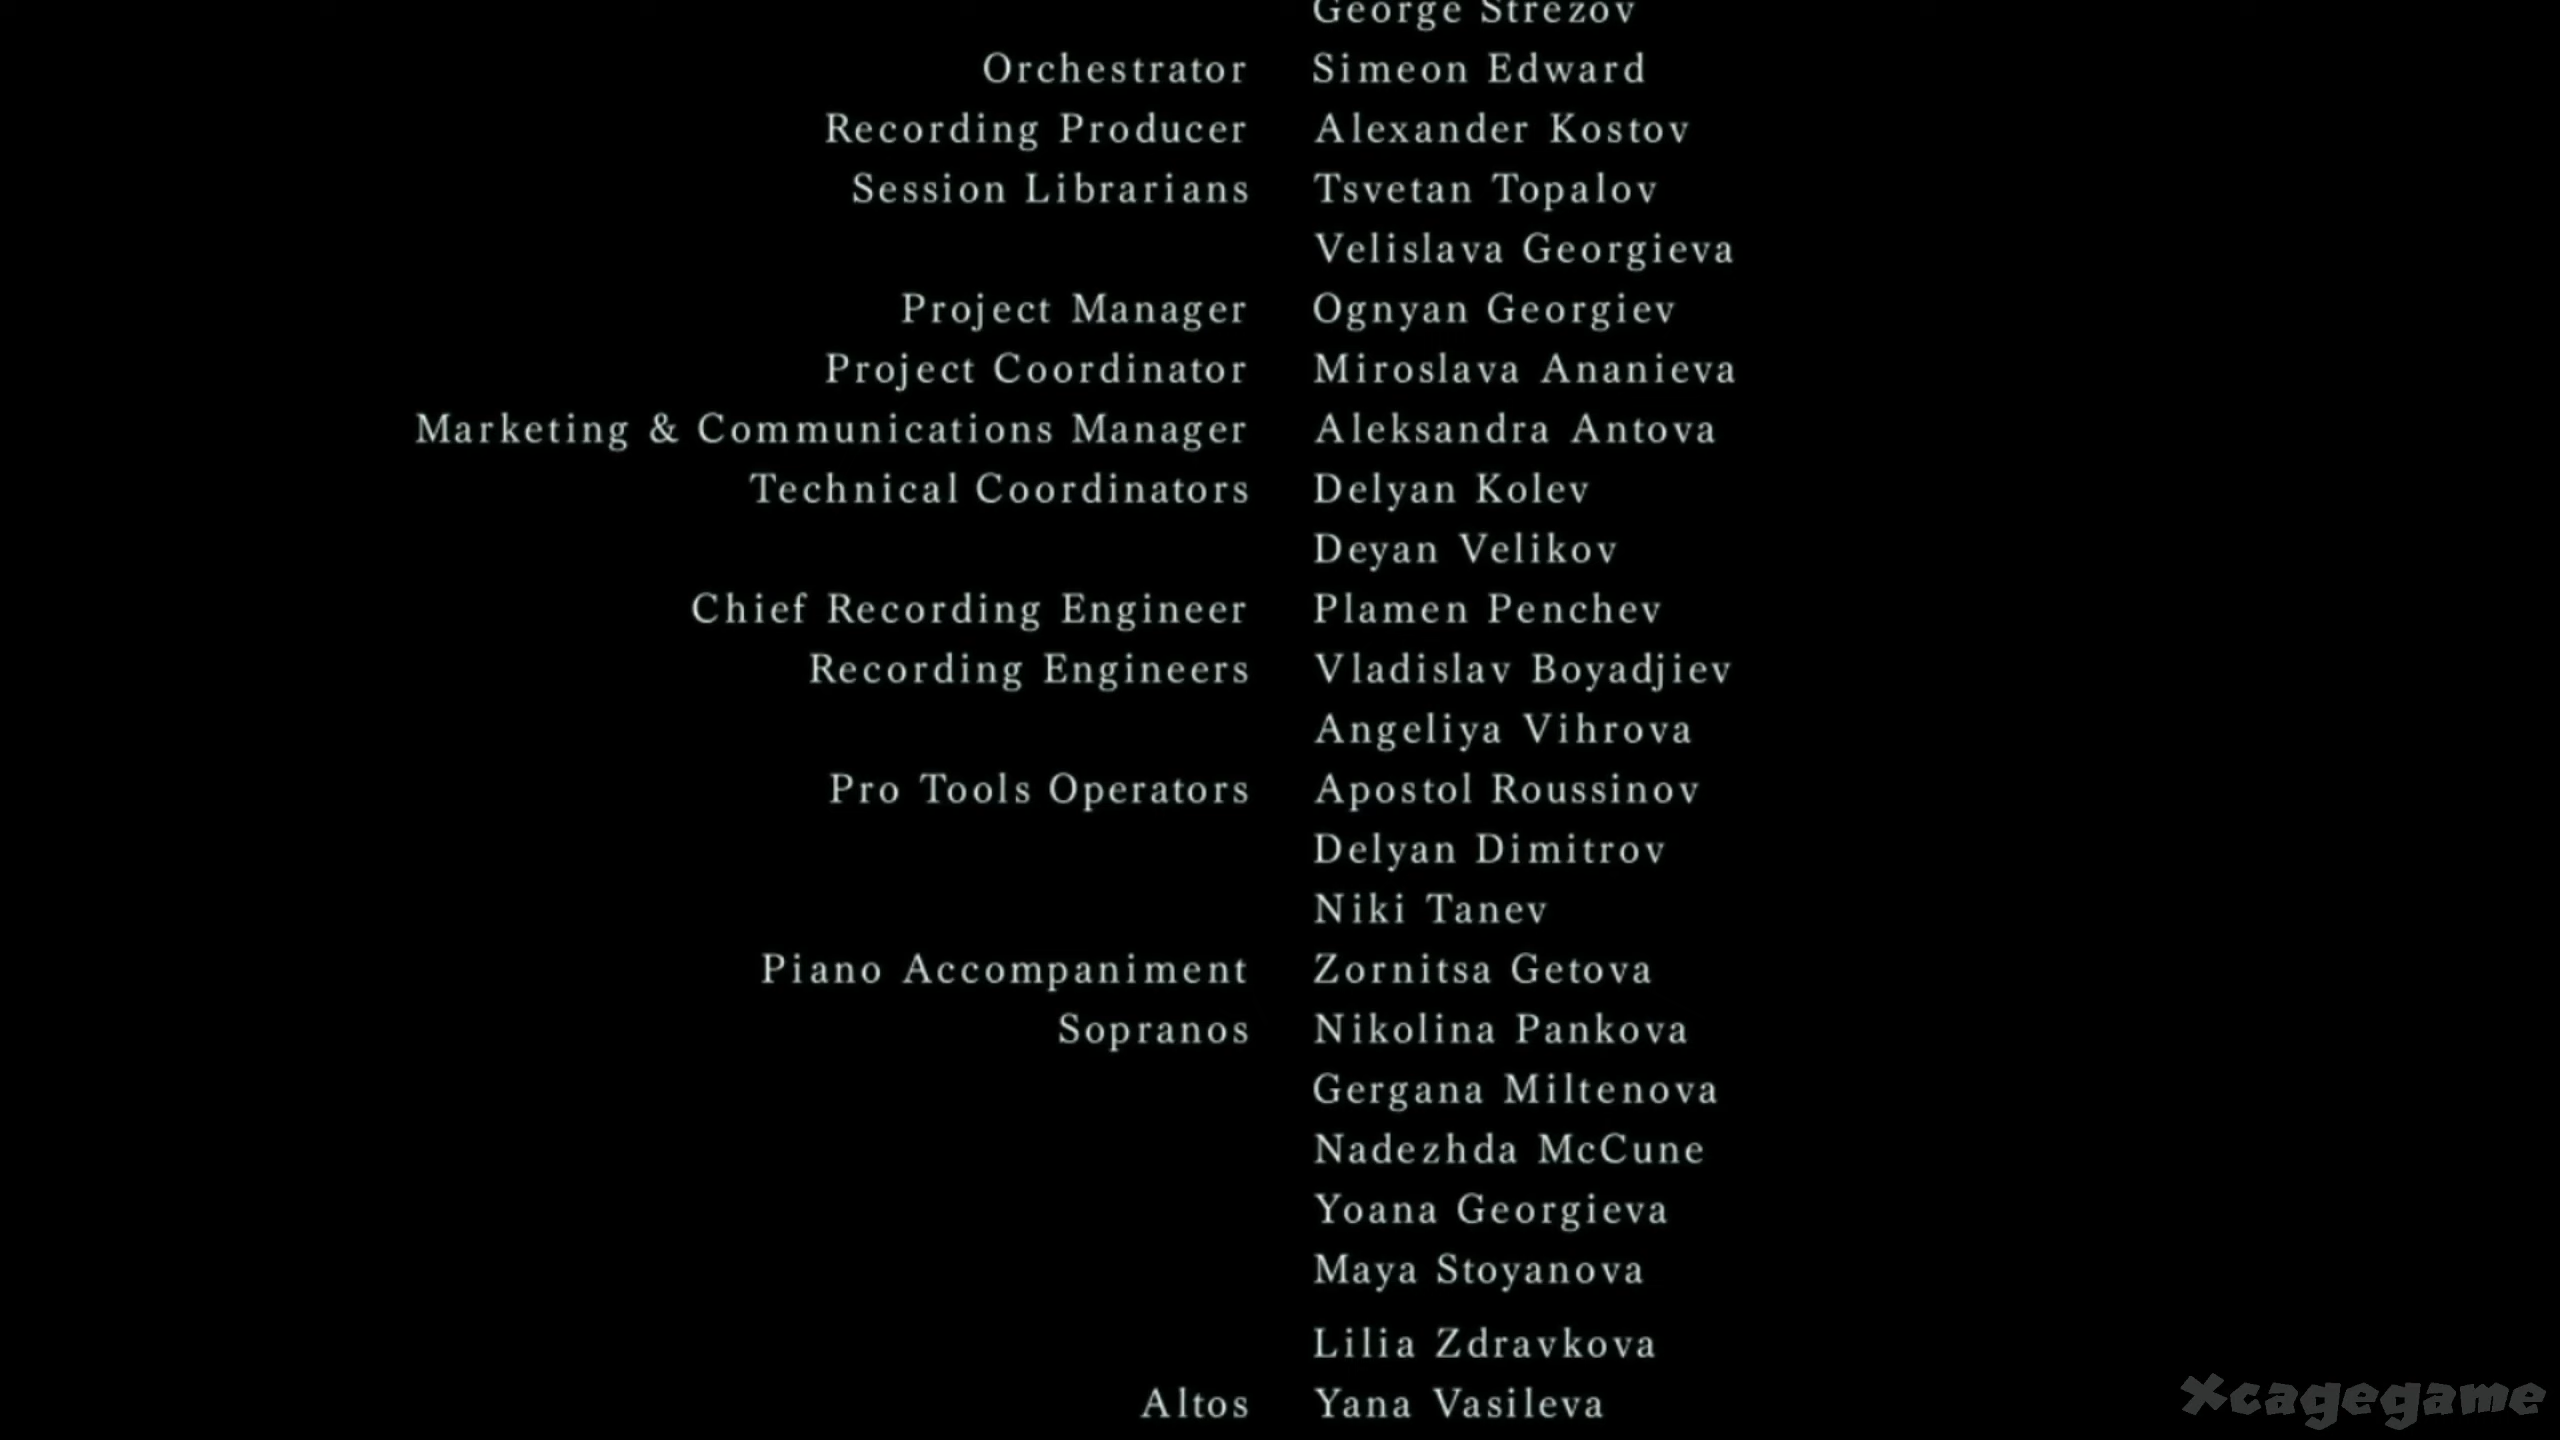 George Strezov
Orchestrator Simeon Edward
Recording Producer Alexander Kostov
Session Librarians Tsvetan Topalov
Velislava Georgieva
Project Manager Ognyan Georgiev
Project Coordinator Miroslava Ananieva
Marketing & Communications Manager Aleksandra Antova
Technical Coordinators Delyan Kolev
Deyan Velikov
Chief Recording Engineer Plamen Penchev
Recording Engineers Vladislav Boyadjiev
Angeliya Vihrova
Pro Tools Operators Apostol Roussinov
Delyan Dimitrov
Niki Tanev
Piano Accompaniment Zornitsa Getova
Sopranos Nikolina Pankova
Gergana Miltenova
Nadezhda McCune
Yoana Georgieva
Maya Stoyanova
Lilia Zdravkova
Altos Yana Vasileva
Xcagegame